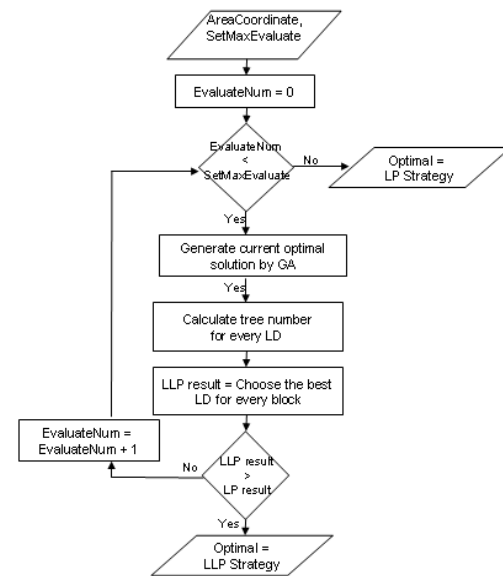 AreaCoordinate,
SetMaxEvaluate
EvaluateNum = 0
EvaluateNum
<
SetMaxEvaluate
No
Optimal =
LP Strategy
Yes
Generate current optimal
solution by GA
Yes
Calculate tree number
for every LD
LLP result = Choose the best
LD for every block
EvaluateNum =
EvaluateNum + 1
No
LLP result
>
LP result
Yes
Optimal =
LLP Strategy